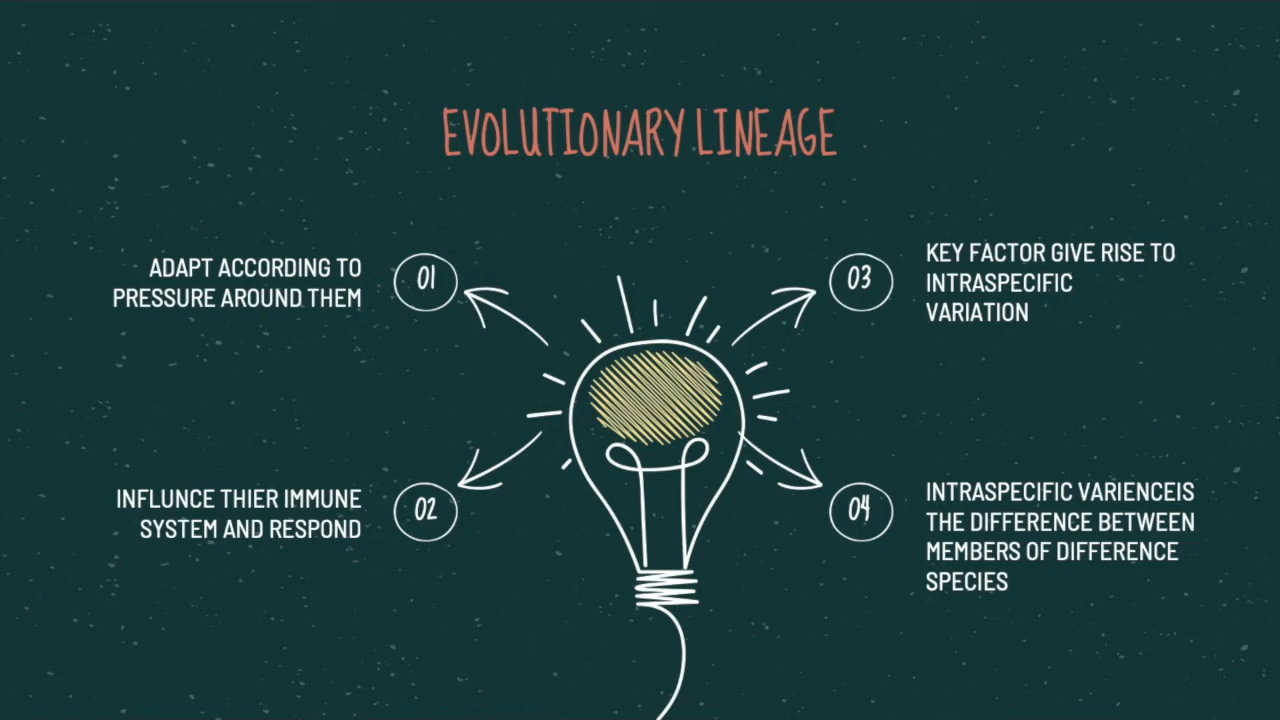 EVOLUTIONARY LINEAGE
01
ADAPT ACCORDING TO
PRESSURE AROUND THEM
02
INFLUNCE THIER IMMUNE
SYSTEM AND RESPOND
03
KEY FACTOR GIVE RISE TO
INTRASPECIFIC
VARIATION
04
INTRASPECIFIC VARIENCEIS
THE DIFFERENCE BETWEEN
MEMBERS OF DIFFERENCE
SPECIES